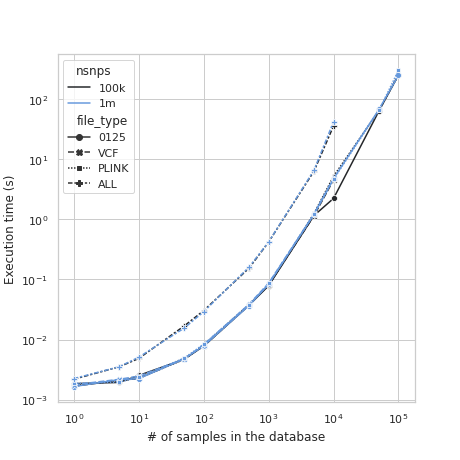 nsnps
100k
1m
file_type
0125
VCF
PLINK
ALL
Execution time (s)
10²
10¹
10⁰
10⁻¹
10⁻²
10⁻³
10⁰ 10¹ 10² 10³ 10⁴ 10⁵
# of samples in the database